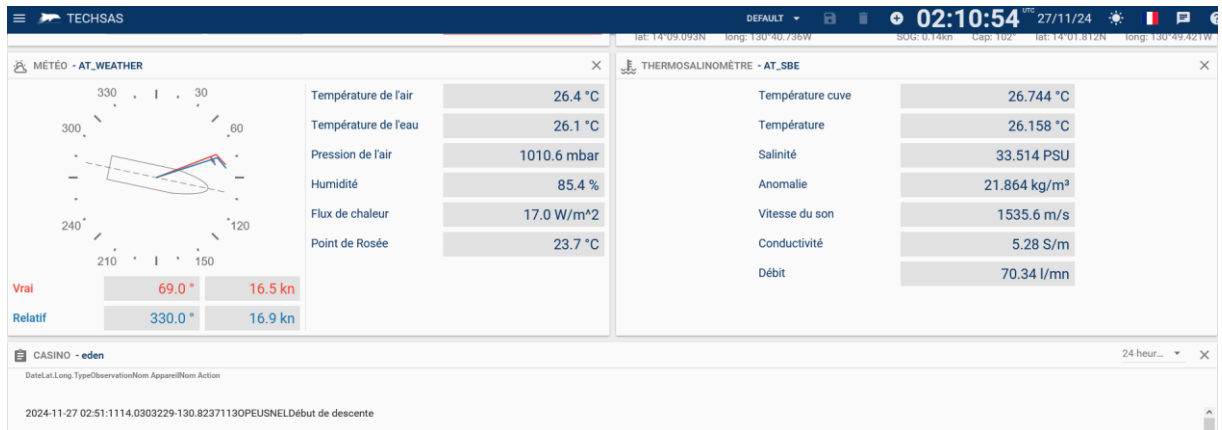 TECHSAS DEFAULT 02:10:54 UTC 27/11/24
lat: 14°09.093N long: 130°40.736W SOG: 0.14kn Cap: 102° lat: 14°01.812N long: 130°49.421W
MÉTÉO - AT_WEATHER
330 30
300 60
240 120
210 150
Température de l'air 26.4 °C
Température de l'eau 26.1 °C
Pression de l'air 1010.6 mbar
Humidité 85.4 %
Flux de chaleur 17.0 W/m^2
Point de Rosée 23.7 °C
Vrai 69.0 ° 16.5 kn
Relatif 330.0 ° 16.9 kn
THERMOSALINOMÈTRE - AT_SBE
Température cuve 26.744 °C
Température 26.158 °C
Salinité 33.514 PSU
Anomalie 21.864 kg/m³
Vitesse du son 1535.6 m/s
Conductivité 5.28 S/m
Débit 70.34 l/mn
CASINO - eden 24 heur...
DateLat.Long.TypeObservationNom AppareilNom Action
2024-11-27 02:51:1114.0303229-130.8237113OPEUSNELDébut de descente